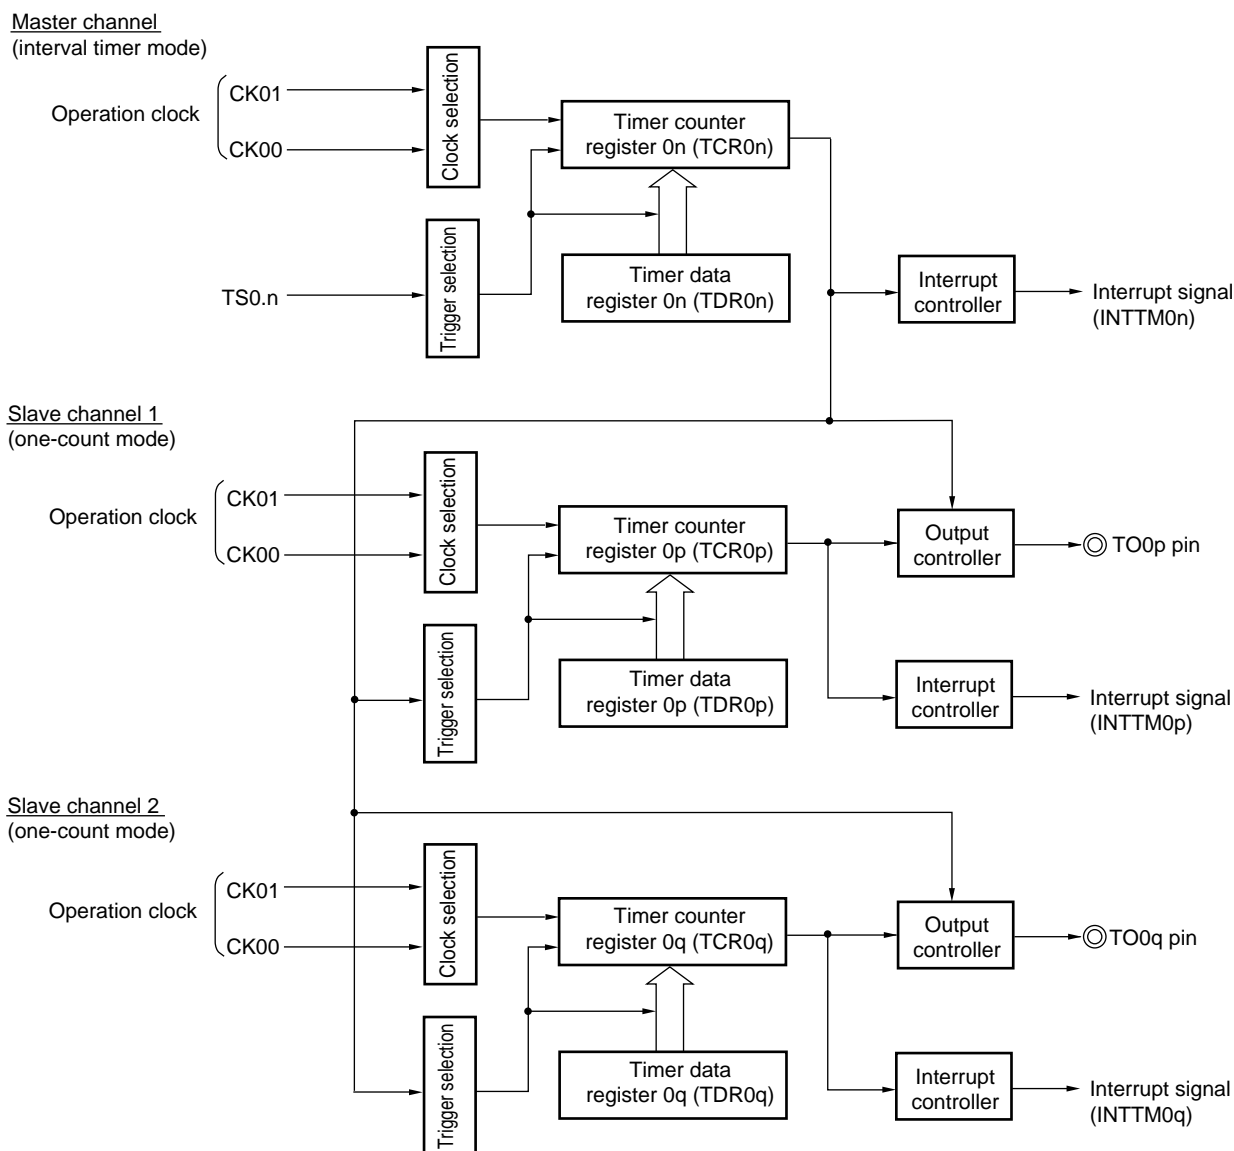 Master channel
(interval timer mode)
Operation clock
CK01
CK00
Clock selection
Timer counter
register 0n (TCR0n)
TS0.n
Trigger selection
Timer data
register 0n (TDR0n)
Interrupt
controller
Interrupt signal
(INTTM0n)
Slave channel 1
(one-count mode)
Operation clock
CK01
CK00
Clock selection
Timer counter
register 0p (TCR0p)
Output
controller
TO0p pin
Trigger selection
Timer data
register 0p (TDR0p)
Interrupt
controller
Interrupt signal
(INTTM0p)
Slave channel 2
(one-count mode)
Operation clock
CK01
CK00
Clock selection
Timer counter
register 0q (TCR0q)
Output
controller
TO0q pin
Trigger selection
Timer data
register 0q (TDR0q)
Interrupt
controller
Interrupt signal
(INTTM0q)